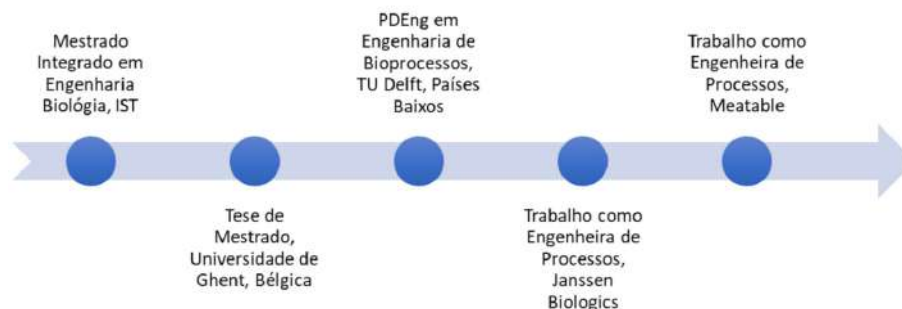 Mestrado
Integrado em
Engenharia
Biológia, IST
Tese de
Mestrado,
Universidade de
Ghent, Bélgica
PDEng em
Engenharia de
Bioprocessos,
TU Delft, Países
Baixos
Trabalho como
Engenheira de
Processos,
Janssen
Biologics
Trabalho como
Engenheira de
Processos,
Meatable